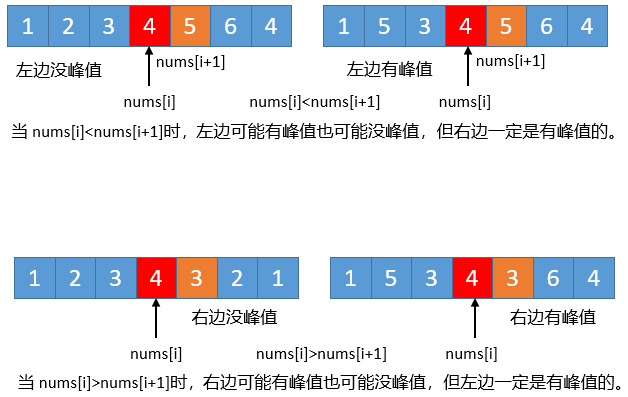 1 2 3 4 5 6 4 1 5 3 4 5 6 4
左边没峰值 nums[i+1] 左边有峰值 nums[i+1]
nums[i] nums[i]<nums[i+1] nums[i]
当 nums[i]<nums[i+1]时，左边可能有峰值也可能没峰值，但右边一定是有峰值的。
1 2 3 4 3 2 1 1 5 3 4 3 6 4
右边没峰值 右边有峰值
nums[i] nums[i]>nums[i+1] nums[i]
当 nums[i]>nums[i+1]时，右边可能有峰值也可能没峰值，但左边一定是有峰值的。